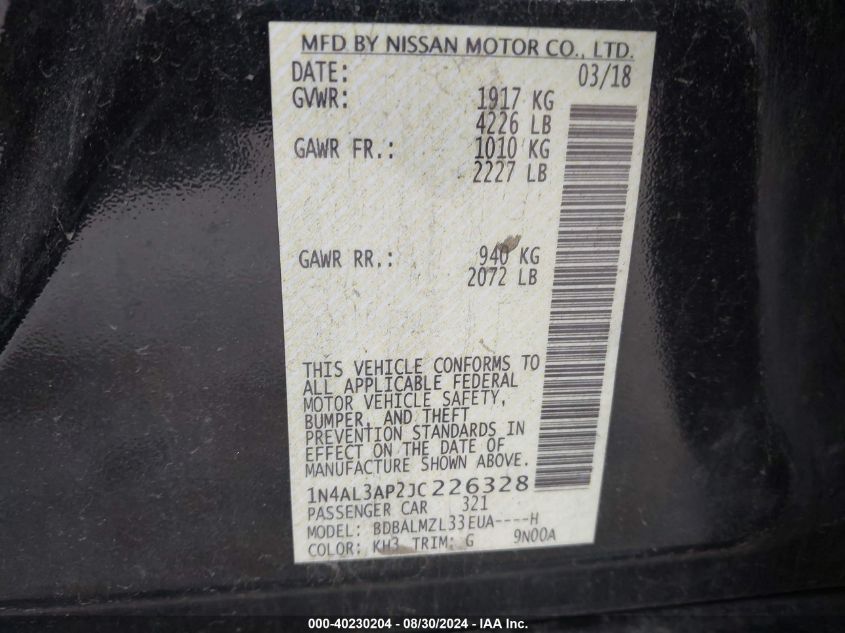 MFD BY NISSAN MOTOR CO., LTD.
DATE: 03/18
GVWR: 1917 KG
4226 LB
GAWR FR.: 1010 KG
2227 LB
GAWR RR.: 940 KG
2072 LB
THIS VEHICLE CONFORMS TO
ALL APPLICABLE FEDERAL
MOTOR VEHICLE SAFETY,
BUMPER, AND THEFT
PREVENTION STANDARDS IN
EFFECT ON THE DATE OF
MANUFACTURE SHOWN ABOVE.
1N4AL3AP2JC226328
PASSENGER CAR 321
MODEL: BDBALMZL33EUA----H
COLOR: KH3 TRIM: G 9N00A
000-40230204 - 08/30/2024 - IAA Inc.